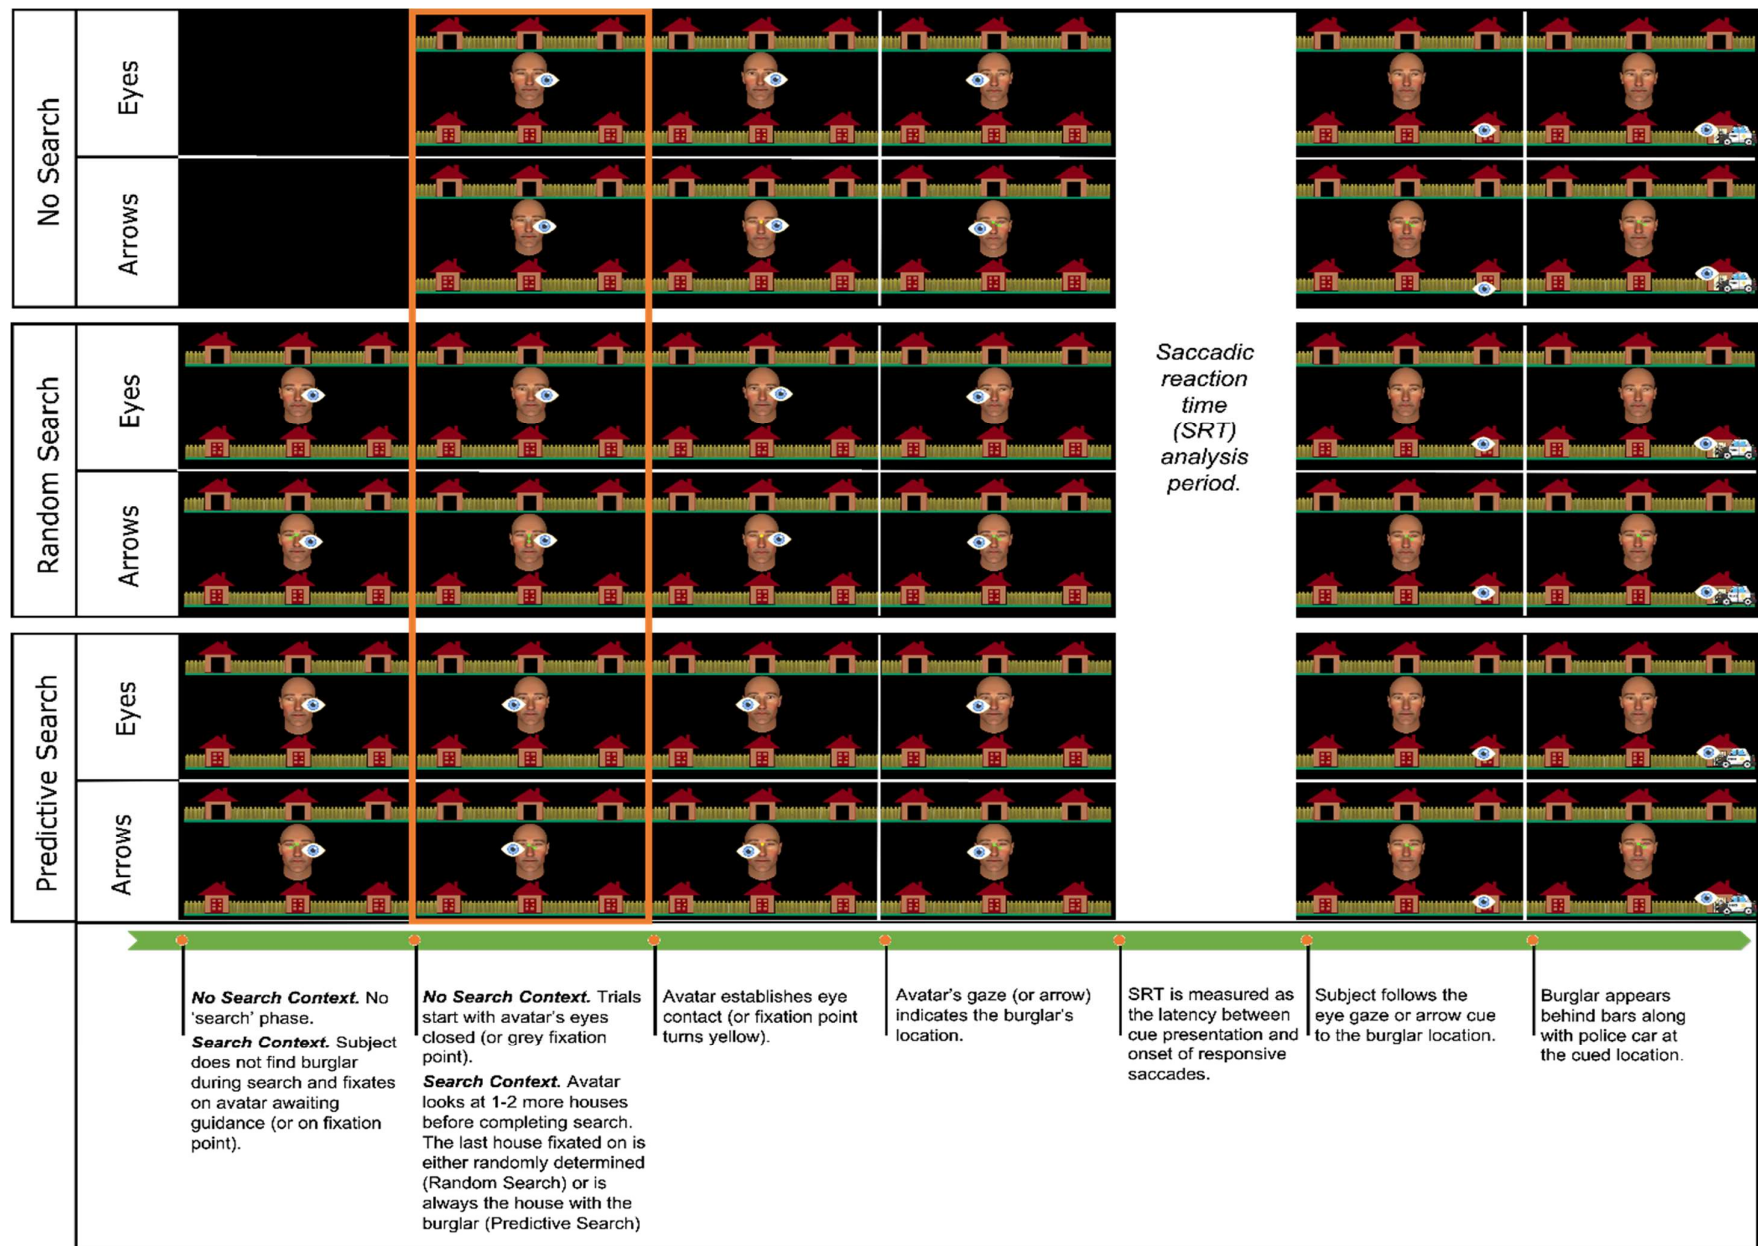 No Search
Eyes
Arrows
Random Search
Eyes
Arrows
Predictive Search
Eyes
Arrows
Saccadic
reaction
time
(SRT)
analysis
period.
No Search Context. No
'search' phase.
Search Context. Subject
does not find burglar
during search and fixates
on avatar awaiting
guidance (or on fixation
point).
No Search Context. Trials
start with avatar's eyes
closed (or grey fixation
point).
Search Context. Avatar
looks at 1-2 more houses
before completing search.
The last house fixated on is
either randomly determined
(Random Search) or is
always the house with the
burglar (Predictive Search)
Avatar establishes eye
contact (or fixation point
turns yellow).
Avatar's gaze (or arrow)
indicates the burglar's
location.
SRT is measured as
the latency between
cue presentation and
onset of responsive
saccades.
Subject follows the
eye gaze or arrow cue
to the burglar location.
Burglar appears
behind bars along
with police car at
the cued location.